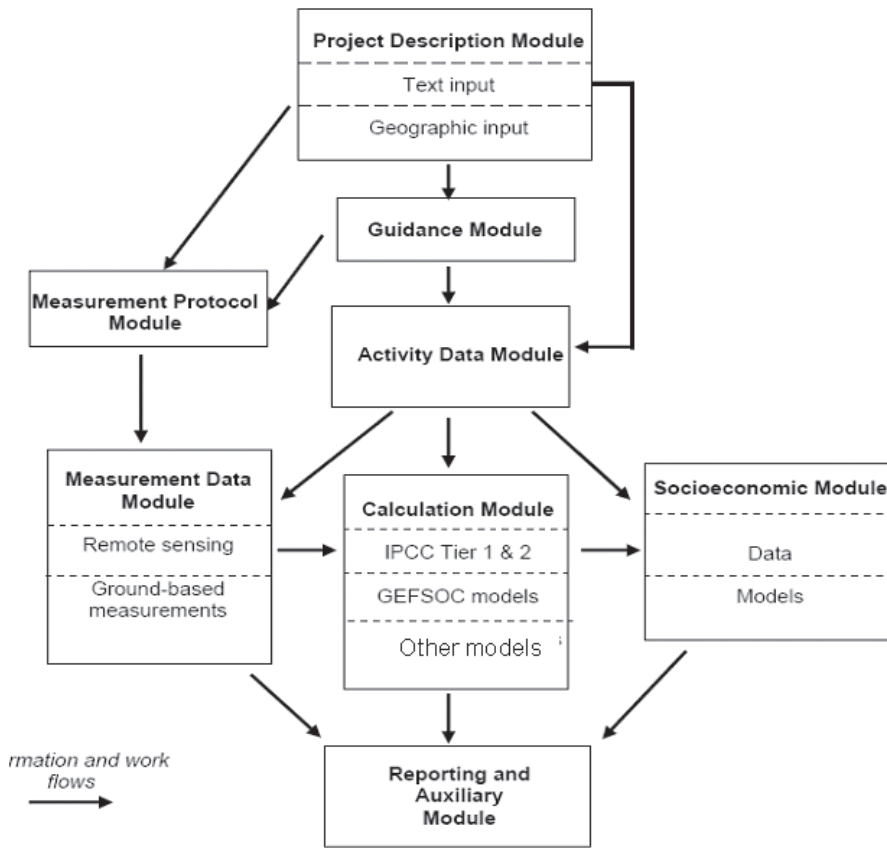 Project Description Module
Text input
Geographic input
Guidance Module
Measurement Protocol
Module
Activity Data Module
Measurement Data
Module
Remote sensing
Ground-based
measurements
Calculation Module
IPCC Tier 1 & 2
GEFSOC models
Other models
Socioeconomic Module
Data
Models
rmation and work
flows
Reporting and
Auxiliary
Module